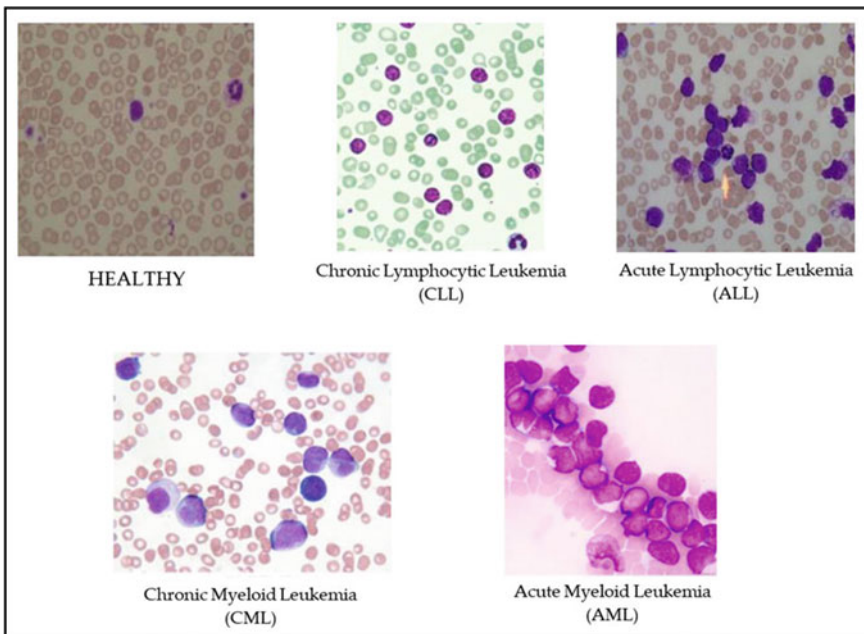 HEALTHY
Chronic Lymphocytic Leukemia
(CLL)
Acute Lymphocytic Leukemia
(ALL)
Chronic Myeloid Leukemia
(CML)
Acute Myeloid Leukemia
(AML)